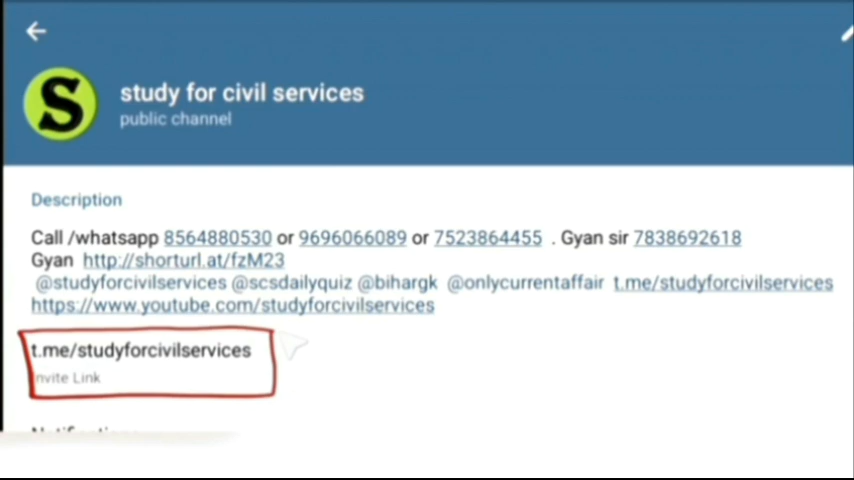 S
study for civil services
public channel
Description
Call /whatsapp 8564880530 or 9696066089 or 7523864455 . Gyan sir 7838692618
Gyan http://shorturl.at/fzM23
@studyforcivilservices @scsdailyquiz @bihargk @onlycurrentaffair t.me/studyforcivilservices
https://www.youtube.com/studyforcivilservices
t.me/studyforcivilservices
Invite Link